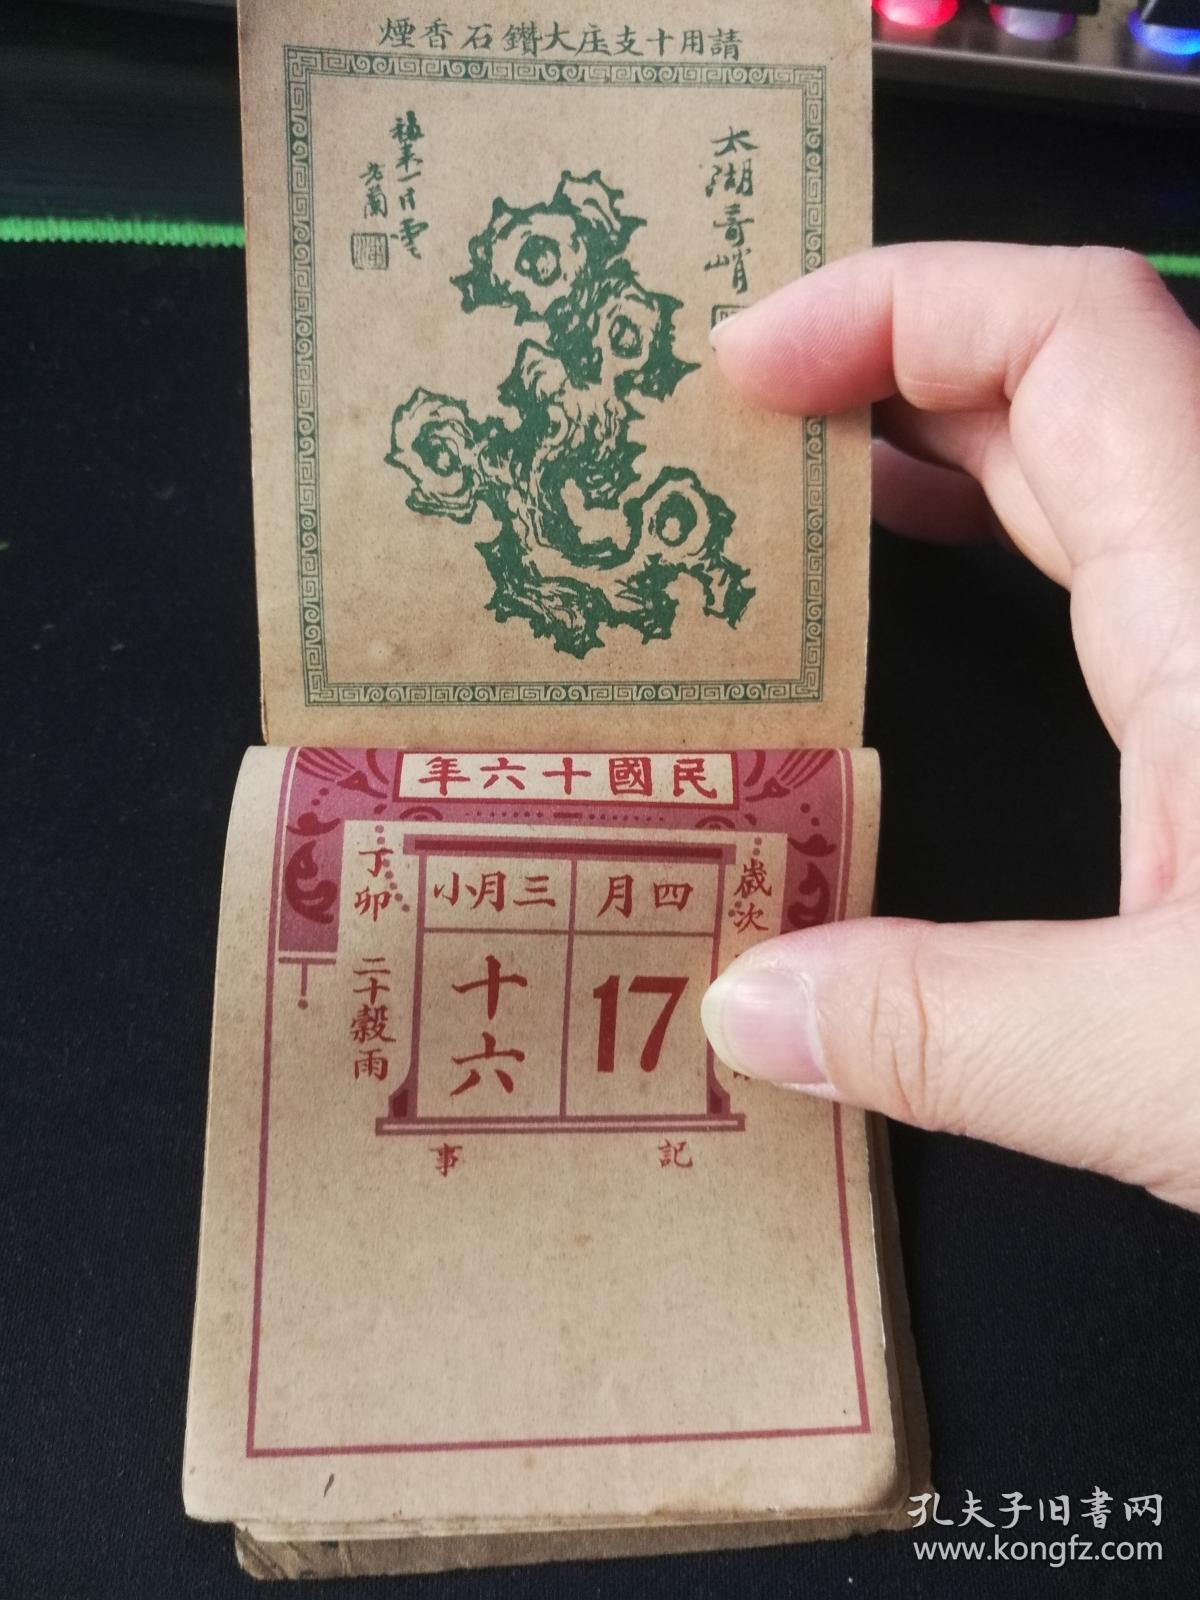 請用十支庄大鑽石香煙
太湖奇峭
老蘭
民國十六年
歲次
丁卯
四月
三月小
17
十六
二十穀雨
記事
孔夫子旧书网
www.kongfz.com